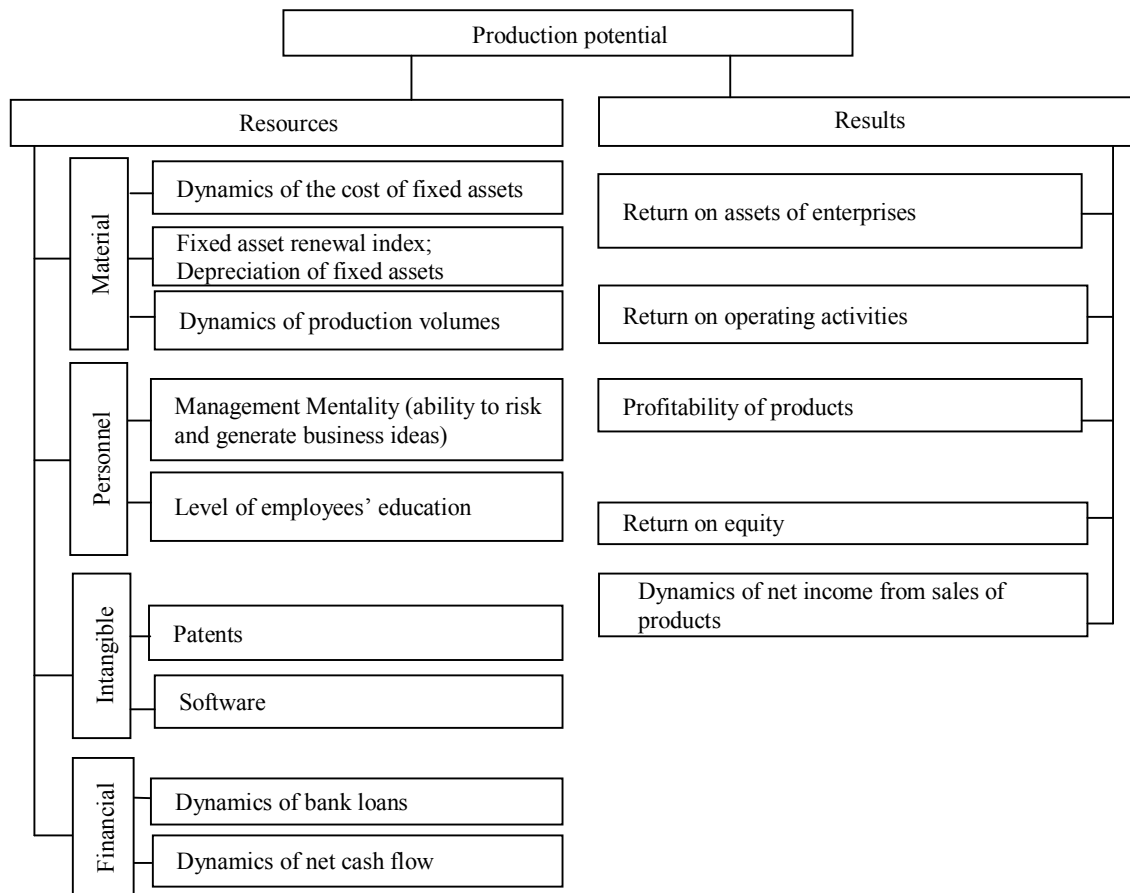 Production potential
Resources
Material
Dynamics of the cost of fixed assets
Fixed asset renewal index;
Depreciation of fixed assets
Dynamics of production volumes
Personnel
Management Mentality (ability to risk
and generate business ideas)
Level of employees’ education
Intangible
Patents
Software
Financial
Dynamics of bank loans
Dynamics of net cash flow
Results
Return on assets of enterprises
Return on operating activities
Profitability of products
Return on equity
Dynamics of net income from sales of
products